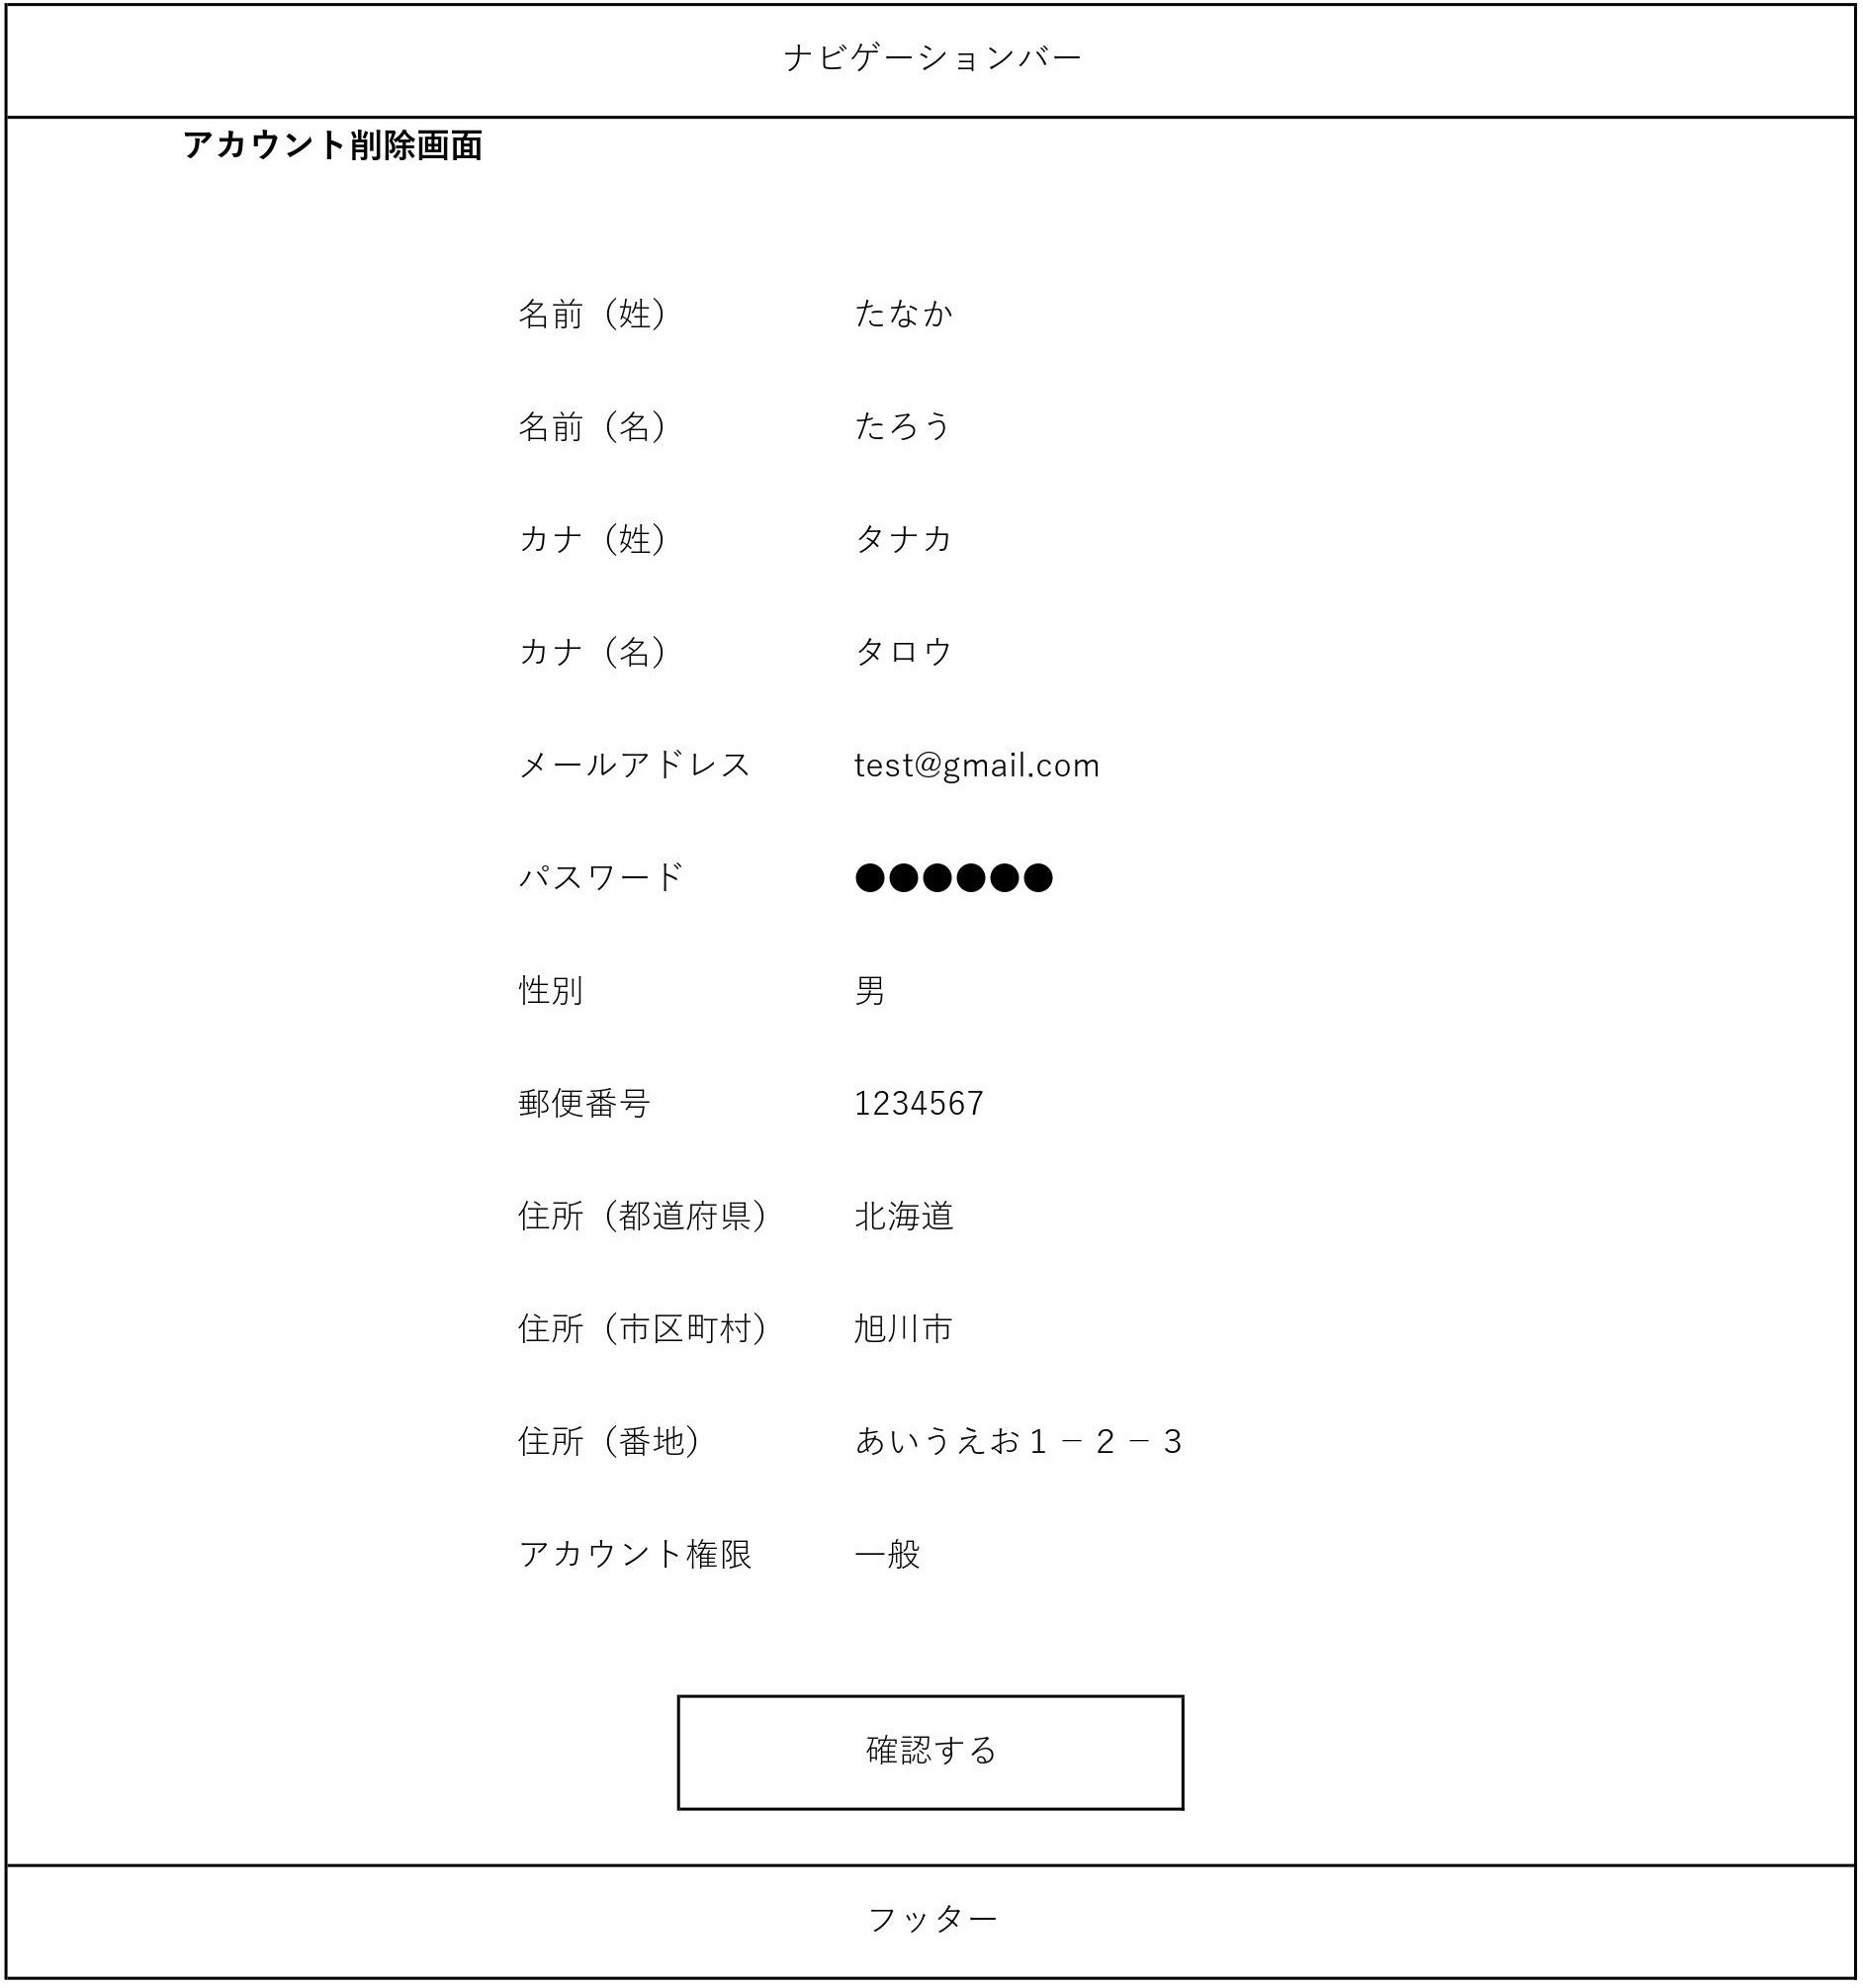 ナビゲーションバー
アカウント削除画面
名前（姓） たなか
名前（名） たろう
カナ（姓） タナカ
カナ（名） タロウ
メールアドレス test@gmail.com
パスワード ●●●●●●
性別 男
郵便番号 1234567
住所（都道府県） 北海道
住所（市区町村） 旭川市
住所（番地） あいうえお１－２－３
アカウント権限 一般
確認する
フッター